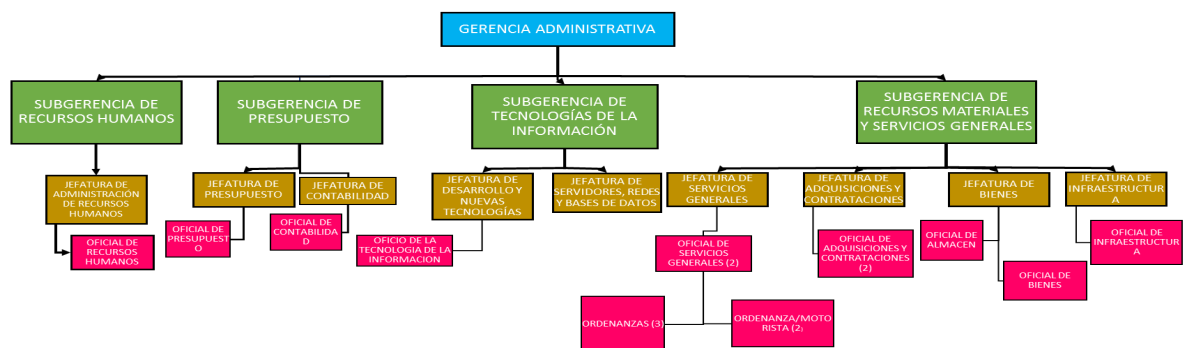 GERENCIA ADMINISTRATIVA
SUBGERENCIA DE
RECURSOS HUMANOS
SUBGERENCIA DE
PRESUPUESTO
SUBGERENCIA DE
TECNOLOGÍAS DE LA
INFORMACIÓN
SUBGERENCIA DE
RECURSOS MATERIALES
Y SERVICIOS GENERALES
JEFATURA DE
ADMINISTRACIÓN
DE RECURSOS
HUMANOS
JEFATURA DE
PRESUPUESTO
JEFATURA DE
CONTABILIDAD
JEFATURA DE
DESARROLLO Y
NUEVAS
TECNOLOGÍAS
JEFATURA DE
SERVIDORES, REDES
Y BASES DE DATOS
JEFATURA DE
SERVICIOS
GENERALES
JEFATURA DE
ADQUISICIONES Y
CONTRATACIONES
JEFATURA DE
BIENES
JEFATURA DE
INFRAESTRUCTUR
A
OFICIAL DE
RECURSOS
HUMANOS
OFICIAL DE
PRESUPUEST
O
OFICIAL DE
CONTABILIDA
D
OFICIO DE LA
TECNOLOGIA DE LA
INFORMACION
OFICIAL DE
SERVICIOS
GENERALES (2)
OFICIAL DE
ADQUISICIONES Y
CONTRATACIONES
(2)
OFICIAL DE
ALMACEN
OFICIAL DE
BIENES
OFICIAL DE
INFRAESTRUCTUR
A
ORDENANZAS (3)
ORDENANZA/MOTO
RISTA (2)